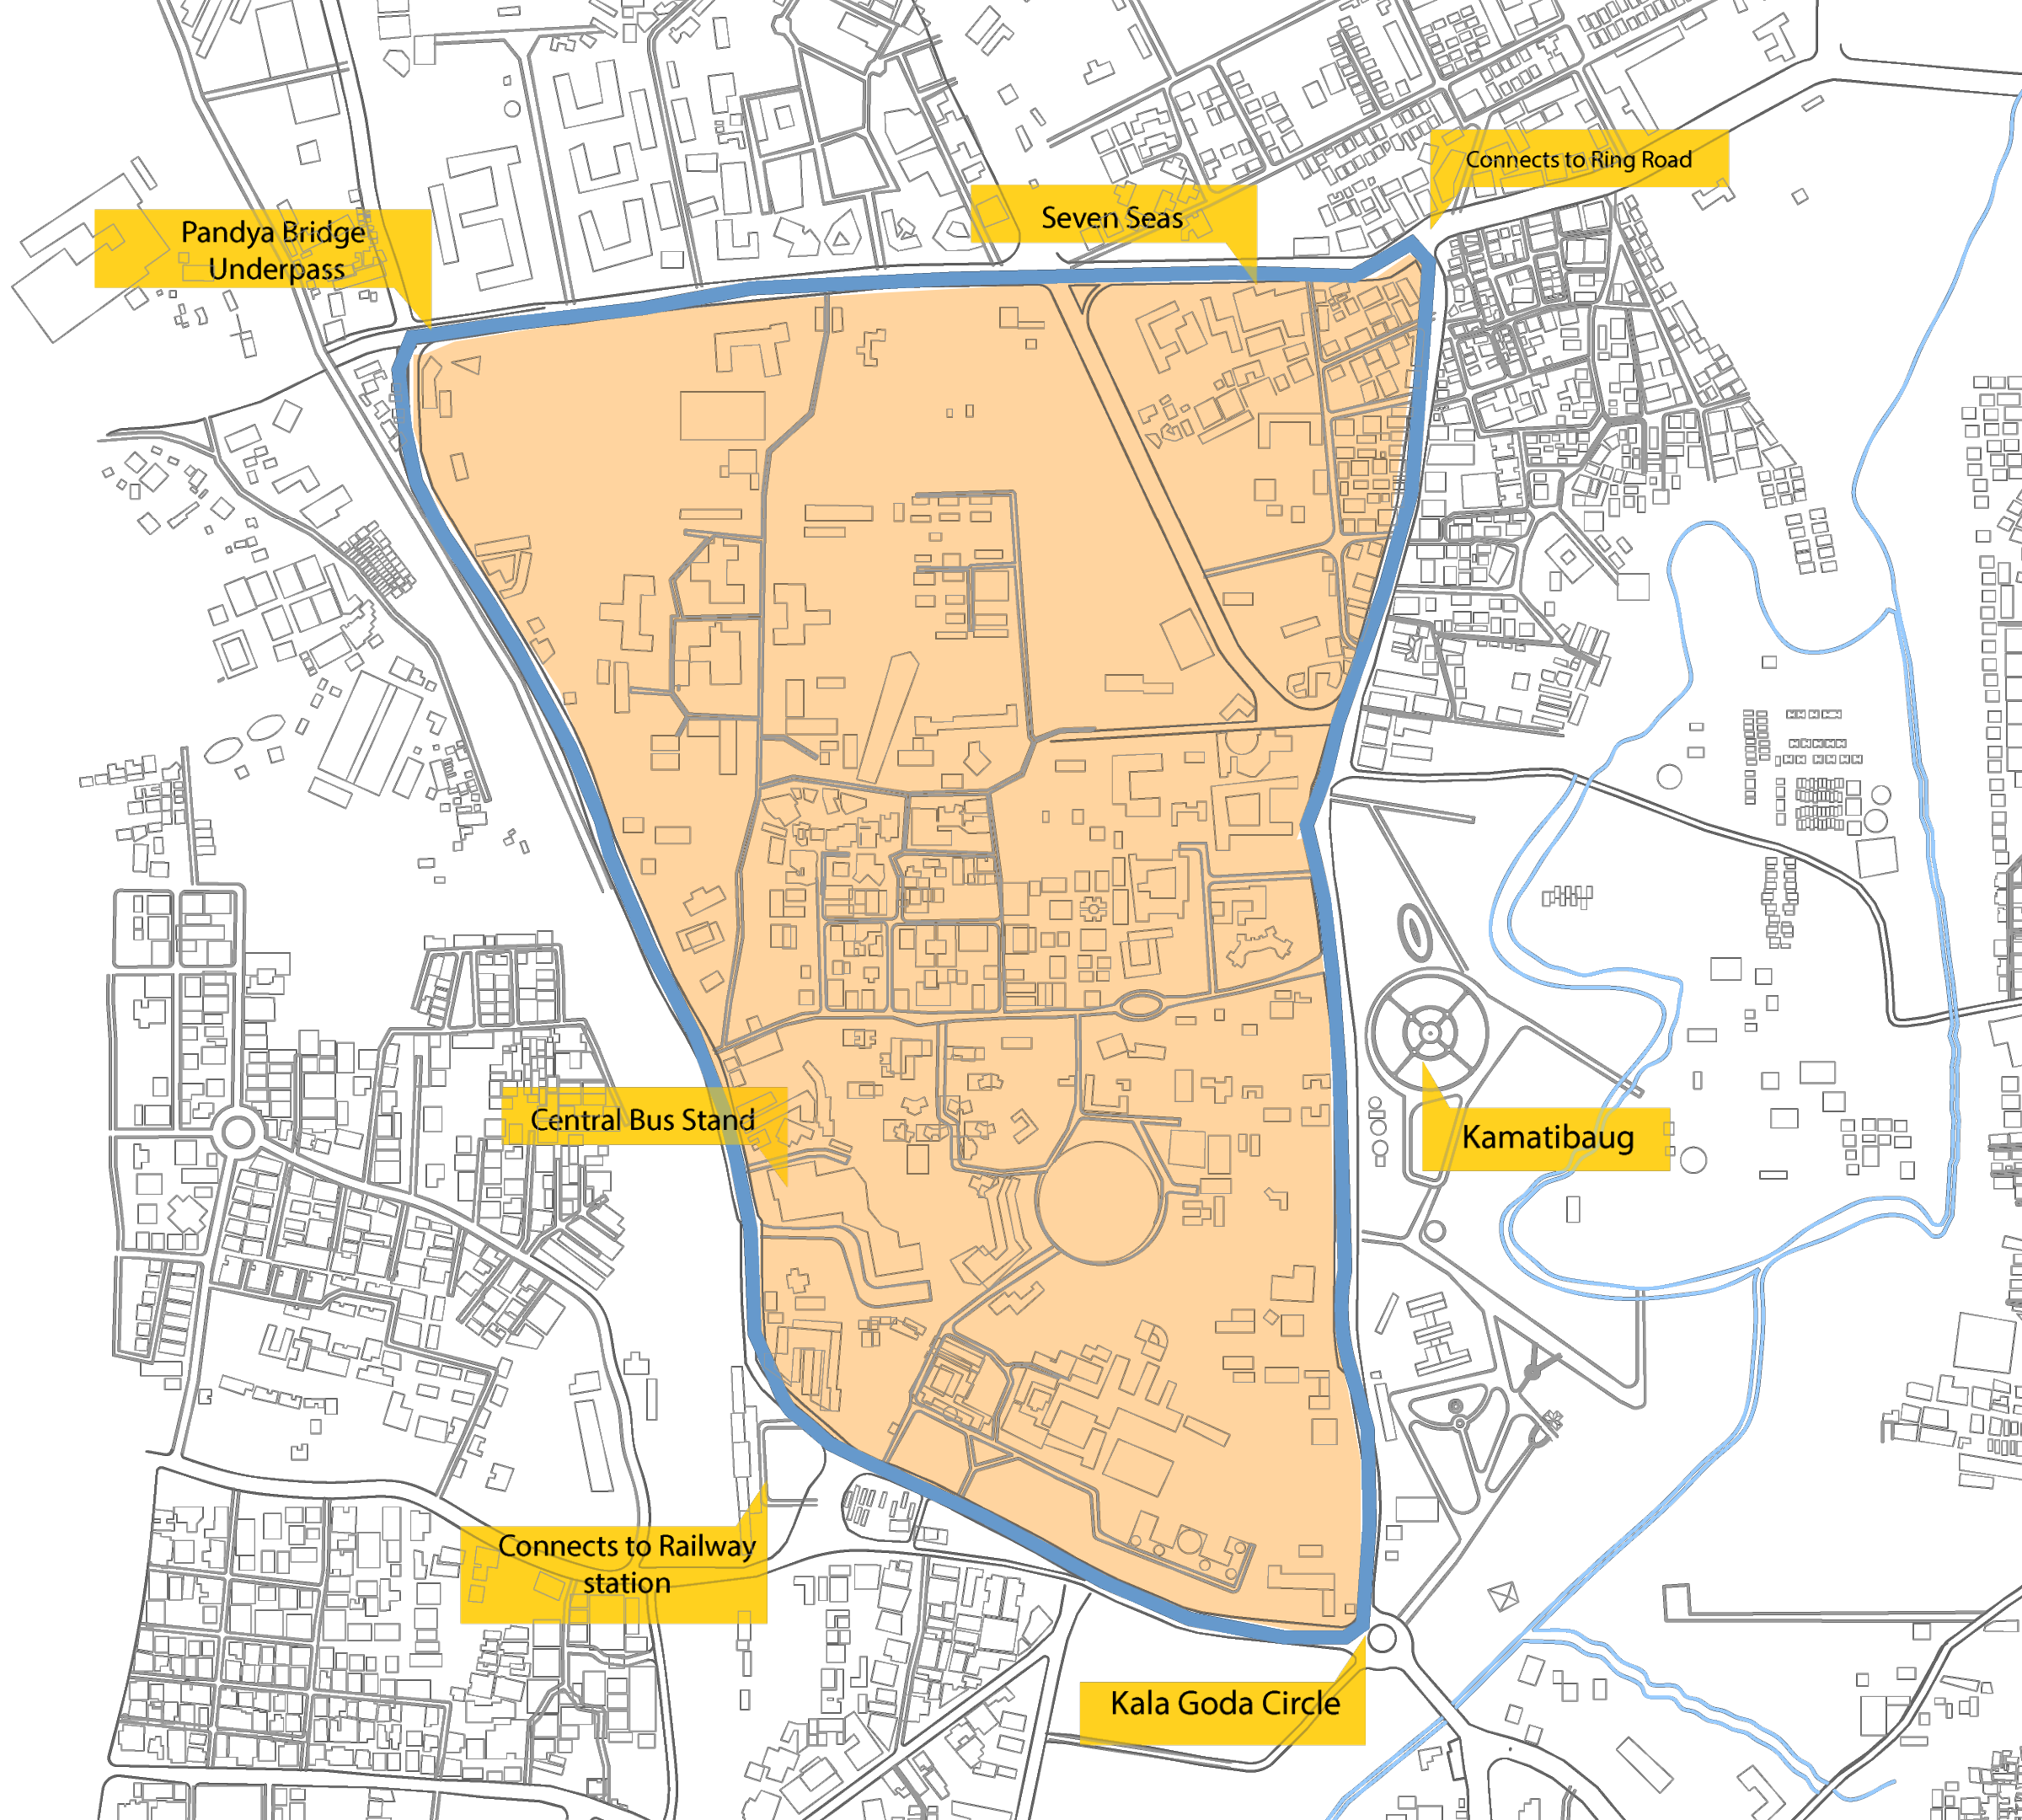 Connects to Ring Road
Seven Seas
Pandya Bridge
Underpass
Central Bus Stand
Kamatibaug
Connects to Railway
station
Kala Goda Circle